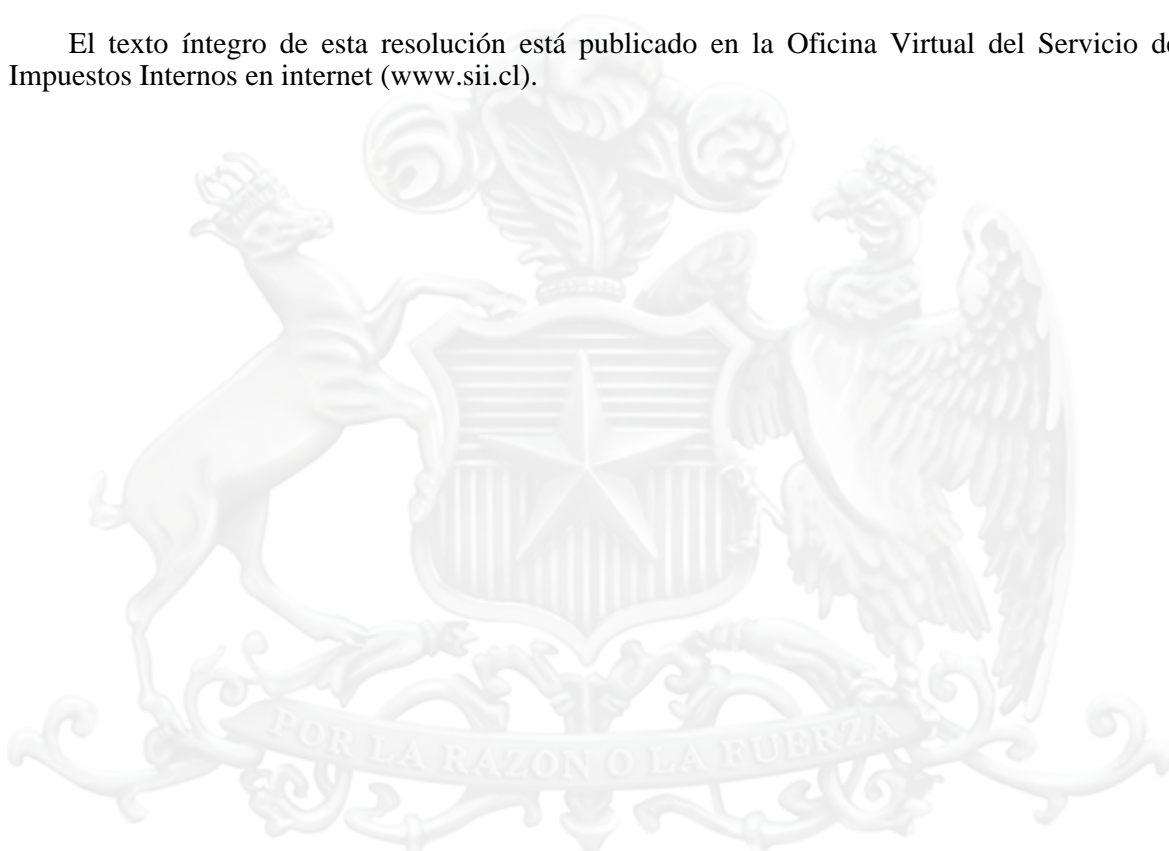 El texto íntegro de esta resolución está publicado en la Oficina Virtual del Servicio de
Impuestos Internos en internet (www.sii.cl).
POR LA RAZON O LA FUERZA